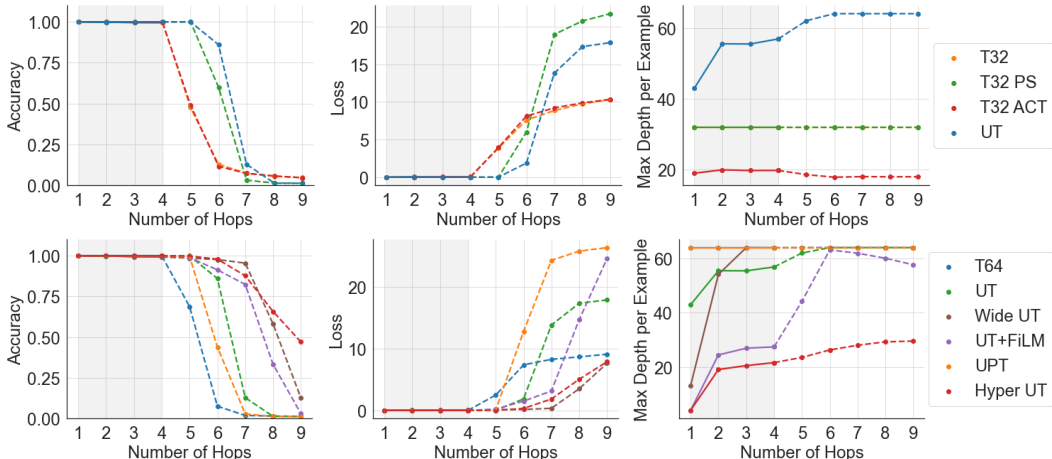 1.00
0.75
0.50
0.25
0.00
Accuracy
1 2 3 4 5 6 7 8 9
Number of Hops
20
15
10
5
0
Loss
1 2 3 4 5 6 7 8 9
Number of Hops
60
40
20
Max Depth per Example
1 2 3 4 5 6 7 8 9
Number of Hops
T32
T32 PS
T32 ACT
UT
1.00
0.75
0.50
0.25
0.00
Accuracy
1 2 3 4 5 6 7 8 9
Number of Hops
20
10
0
Loss
1 2 3 4 5 6 7 8 9
Number of Hops
60
40
20
Max Depth per Example
1 2 3 4 5 6 7 8 9
Number of Hops
T64
UT
Wide UT
UT+FiLM
UPT
Hyper UT